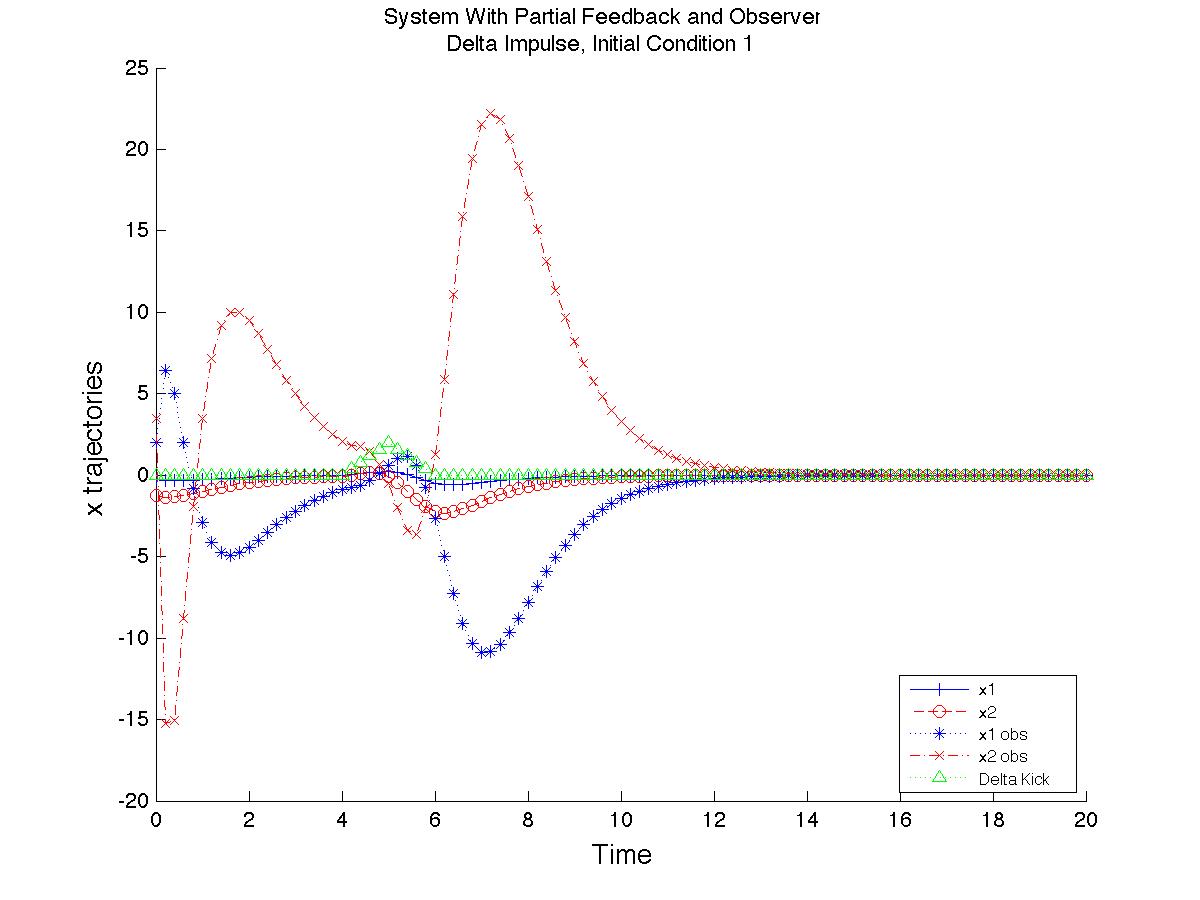 System With Partial Feedback and Observer
Delta Impulse, Initial Condition 1
25
20
15
10
5
0
-5
-10
-15
-20
x trajectories
0 2 4 6 8 10 12 14 16 18 20
Time
x1
x2
x1 obs
x2 obs
Delta Kick